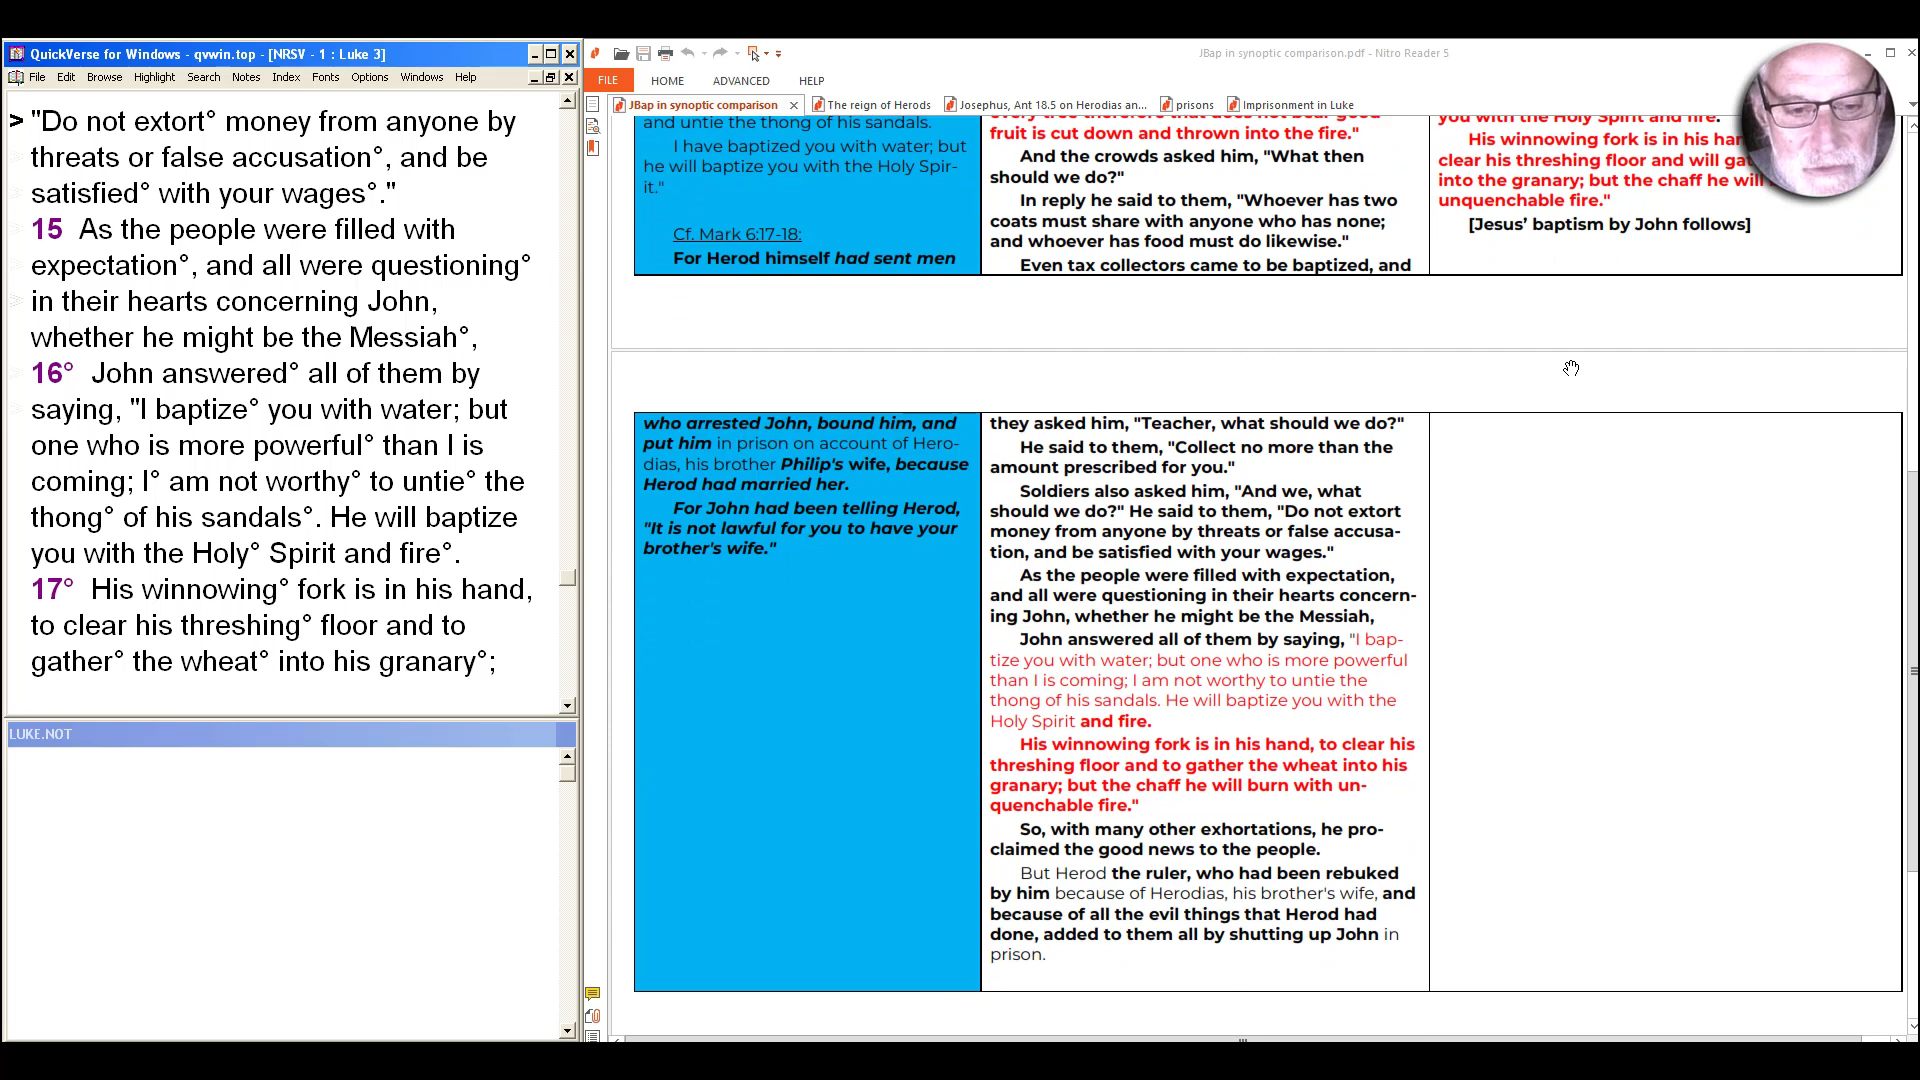 QuickVerse for Windows - qvwin.top - [NRSV - 1 : Luke 3]
File Edit Browse Highlight Search Notes Index Fonts Options Windows Help
> "Do not extort° money from anyone by
threats or false accusation°, and be
satisfied° with your wages°."
15 As the people were filled with
expectation°, and all were questioning°
in their hearts concerning John,
whether he might be the Messiah°,
16° John answered° all of them by
saying, "I baptize° you with water; but
one who is more powerful° than I is
coming; I° am not worthy° to untie° the
thong° of his sandals°. He will baptize
you with the Holy° Spirit and fire°.
17° His winnowing° fork is in his hand,
to clear his threshing° floor and to
gather° the wheat° into his granary°;
LUKE.NOT
JBap in synoptic comparison.pdf - Nitro Reader 5
FILE HOME ADVANCED HELP
JBap in synoptic comparison The reign of Herods Josephus, Ant 18.5 on Herodias an... prisons Imprisonment in Luke
and untie the thong of his sandals.
I have baptized you with water; but
he will baptize you with the Holy Spir-
it."
Cf. Mark 6:17-18:
For Herod himself had sent men
every tree therefore that does not bear good
fruit is cut down and thrown into the fire."
And the crowds asked him, "What then
should we do?"
In reply he said to them, "Whoever has two
coats must share with anyone who has none;
and whoever has food must do likewise."
Even tax collectors came to be baptized, and
you with the Holy Spirit and fire.
His winnowing fork is in his han
clear his threshing floor and will gat
into the granary; but the chaff he will
unquenchable fire."
[Jesus’ baptism by John follows]
who arrested John, bound him, and
put him in prison on account of Hero-
dias, his brother Philip's wife, because
Herod had married her.
For John had been telling Herod,
"It is not lawful for you to have your
brother's wife."
they asked him, "Teacher, what should we do?"
He said to them, "Collect no more than the
amount prescribed for you."
Soldiers also asked him, "And we, what
should we do?" He said to them, "Do not extort
money from anyone by threats or false accusa-
tion, and be satisfied with your wages."
As the people were filled with expectation,
and all were questioning in their hearts concern-
ing John, whether he might be the Messiah,
John answered all of them by saying, "I bap-
tize you with water; but one who is more powerful
than I is coming; I am not worthy to untie the
thong of his sandals. He will baptize you with the
Holy Spirit and fire.
His winnowing fork is in his hand, to clear his
threshing floor and to gather the wheat into his
granary; but the chaff he will burn with un-
quenchable fire."
So, with many other exhortations, he pro-
claimed the good news to the people.
But Herod the ruler, who had been rebuked
by him because of Herodias, his brother's wife, and
because of all the evil things that Herod had
done, added to them all by shutting up John in
prison.